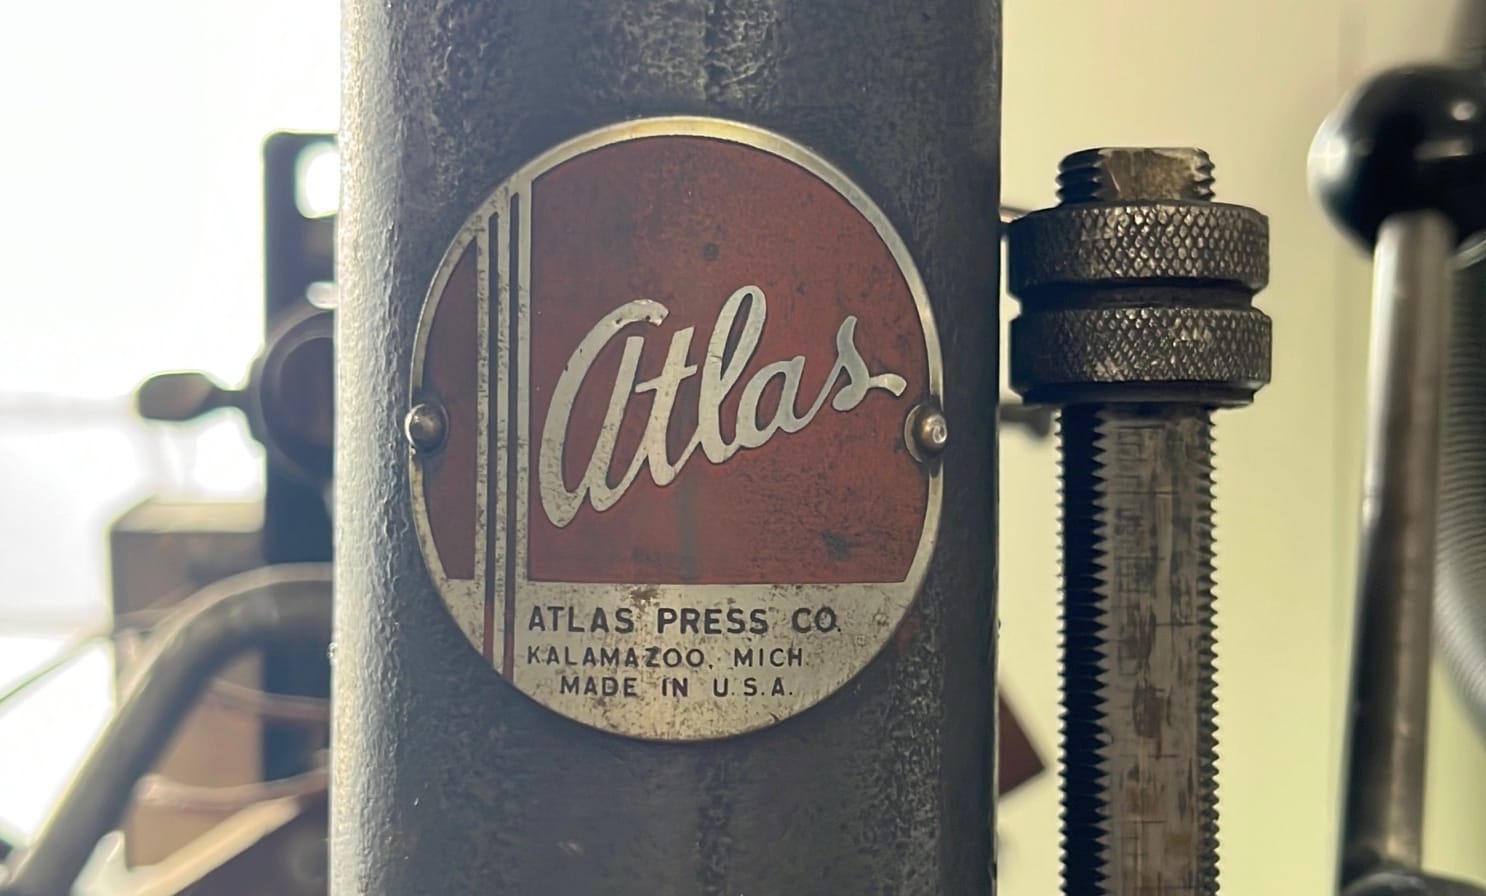 Atlas
ATLAS PRESS CO.
KALAMAZOO, MICH.
MADE IN U.S.A.